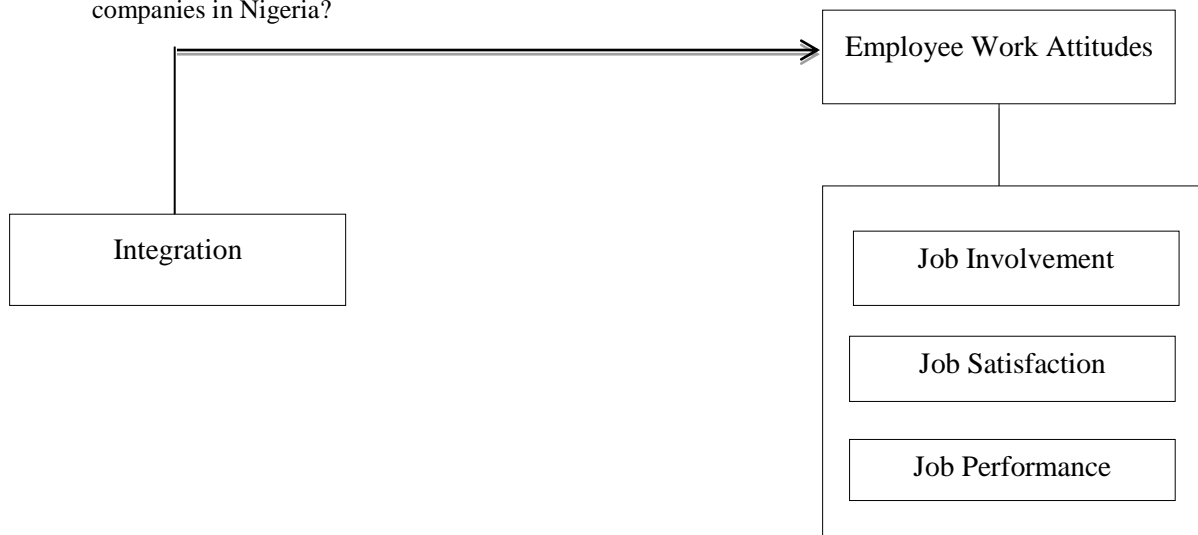 companies in Nigeria?
Employee Work Attitudes
Integration
Job Involvement
Job Satisfaction
Job Performance